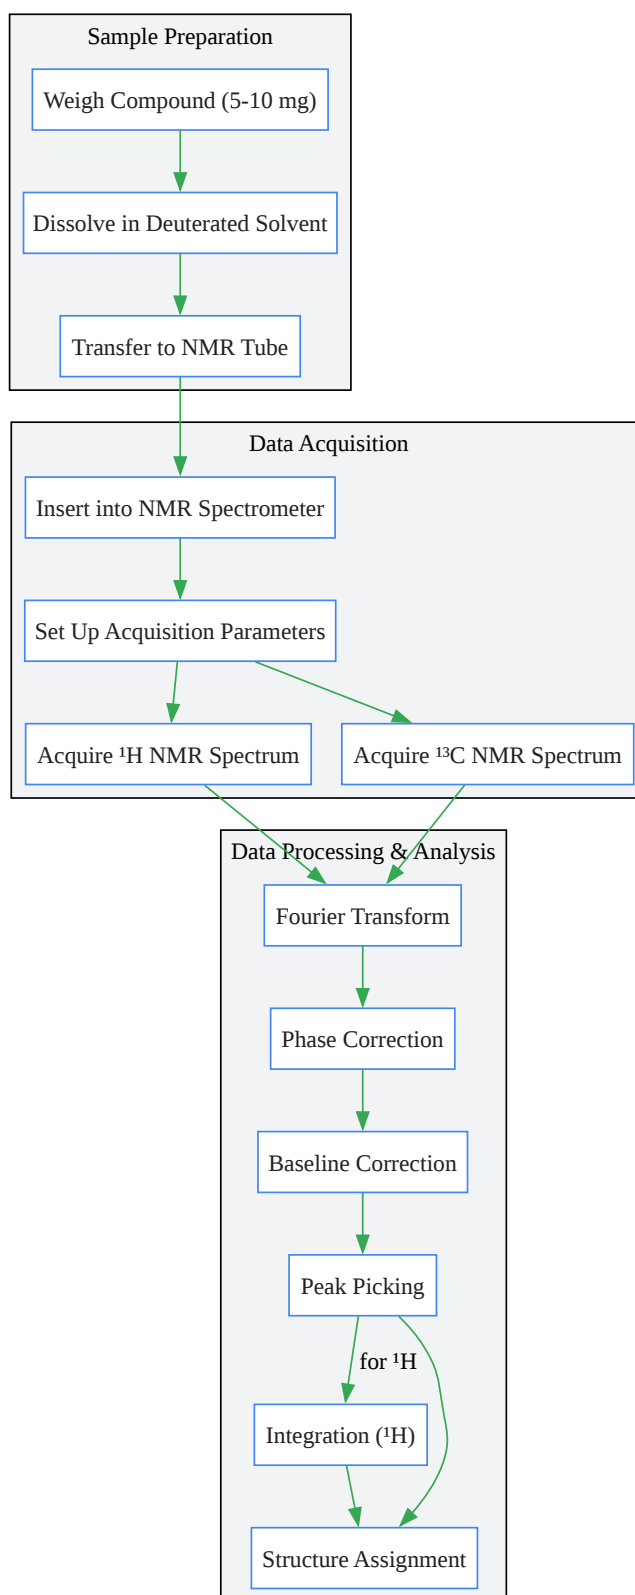 Sample Preparation
Weigh Compound (5-10 mg)
Dissolve in Deuterated Solvent
Transfer to NMR Tube
Data Acquisition
Insert into NMR Spectrometer
Set Up Acquisition Parameters
Acquire ¹H NMR Spectrum
Acquire ¹³C NMR Spectrum
Data Processing & Analysis
Fourier Transform
Phase Correction
Baseline Correction
Peak Picking
for ¹H
Integration (¹H)
Structure Assignment